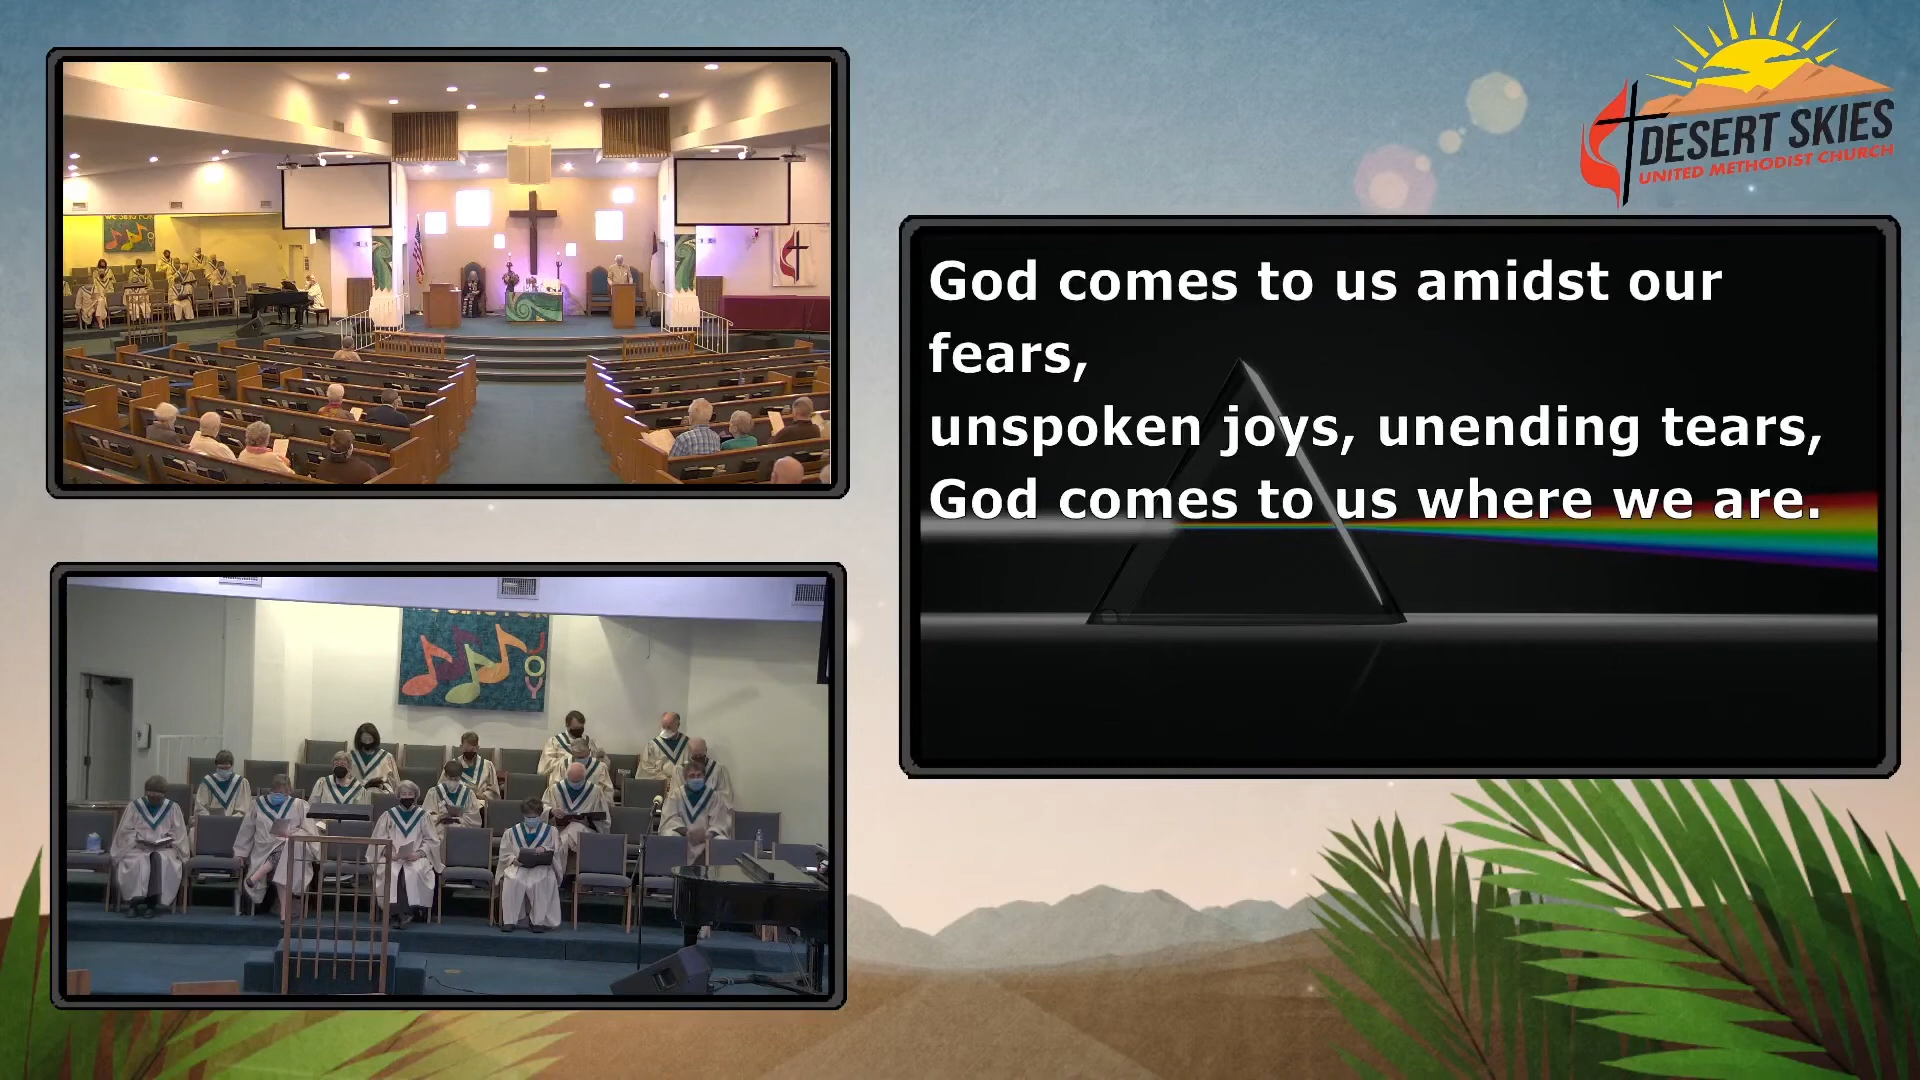 DESERT SKIES
UNITED METHODIST CHURCH
God comes to us amidst our
fears,
unspoken joys, unending tears,
God comes to us where we are.
JOY